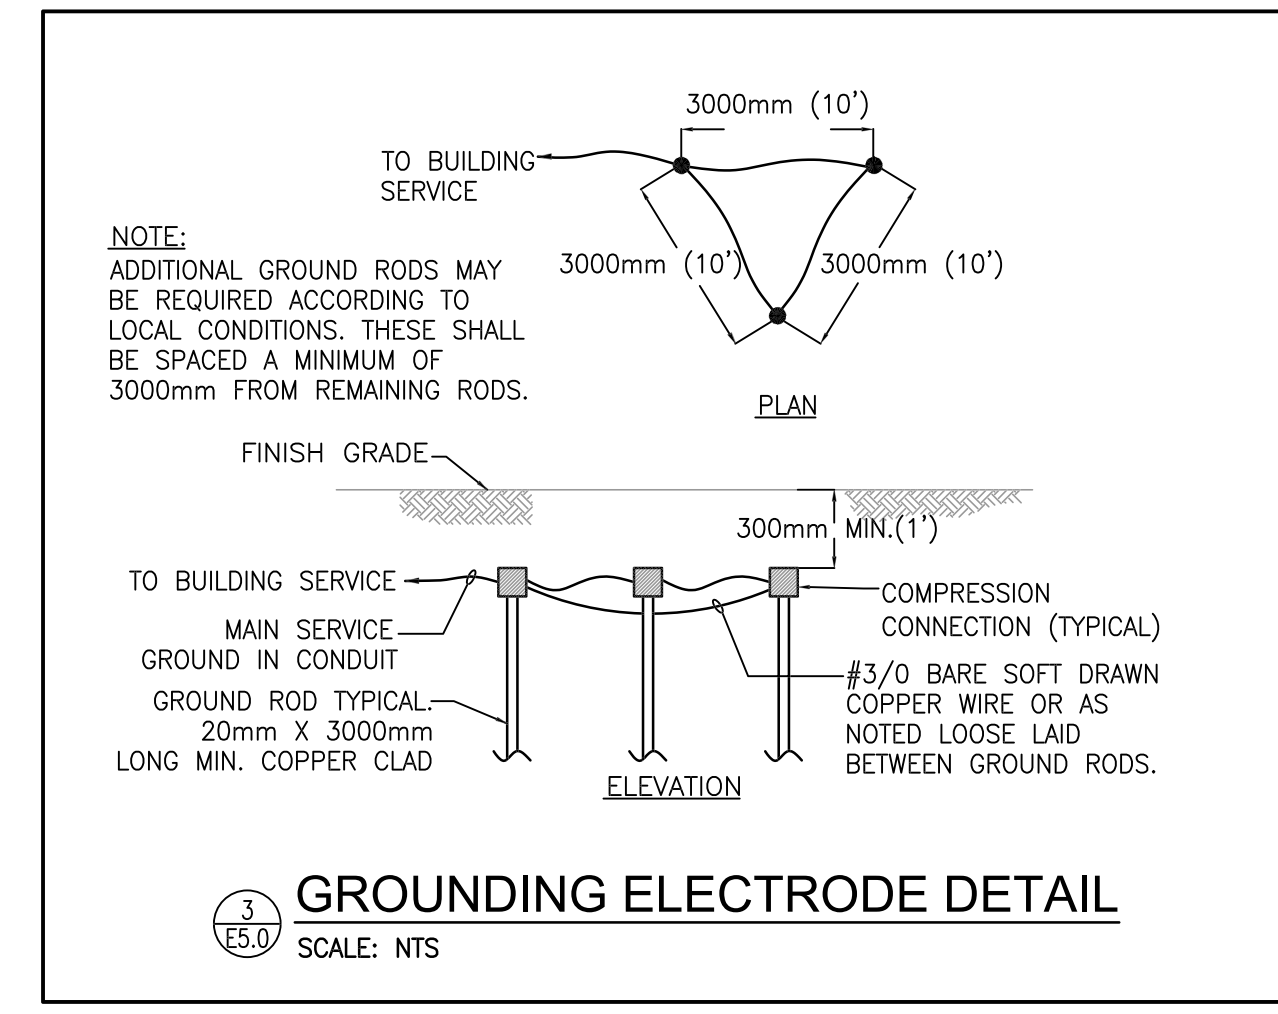 3000mm (10')
TO BUILDING
SERVICE
NOTE:
ADDITIONAL GROUND RODS MAY
BE REQUIRED ACCORDING TO
LOCAL CONDITIONS. THESE SHALL
BE SPACED A MINIMUM OF
3000mm FROM REMAINING RODS.
3000mm (10')
3000mm (10')
PLAN
FINISH GRADE
300mm MIN.(1')
TO BUILDING SERVICE
MAIN SERVICE
GROUND IN CONDUIT
GROUND ROD TYPICAL.
20mm X 3000mm
LONG MIN. COPPER CLAD
COMPRESSION
CONNECTION (TYPICAL)
#3/0 BARE SOFT DRAWN
COPPER WIRE OR AS
NOTED LOOSE LAID
BETWEEN GROUND RODS.
ELEVATION
3
E5.0
GROUNDING ELECTRODE DETAIL
SCALE: NTS